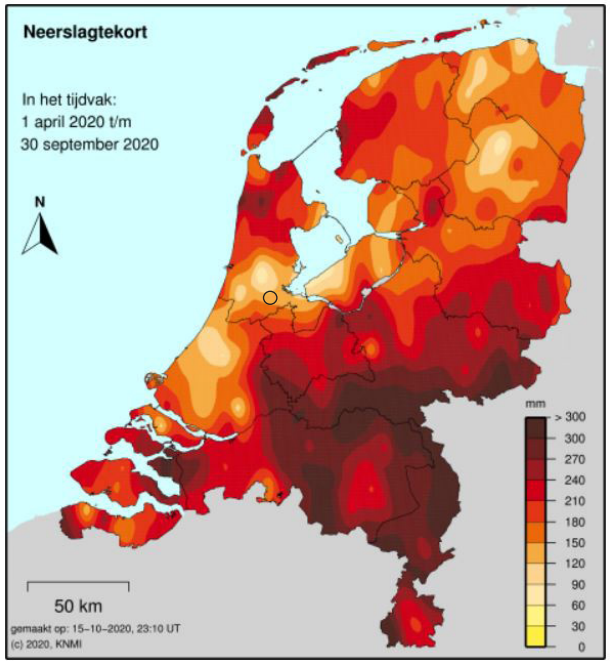 Neerslagtekort
In het tijdvak:
1 april 2020 t/m
30 september 2020
N
mm
> 300
300
270
240
210
180
150
120
90
60
30
0
50 km
gemaakt op: 15-10-2020, 23:10 UT
(c) 2020, KNMI